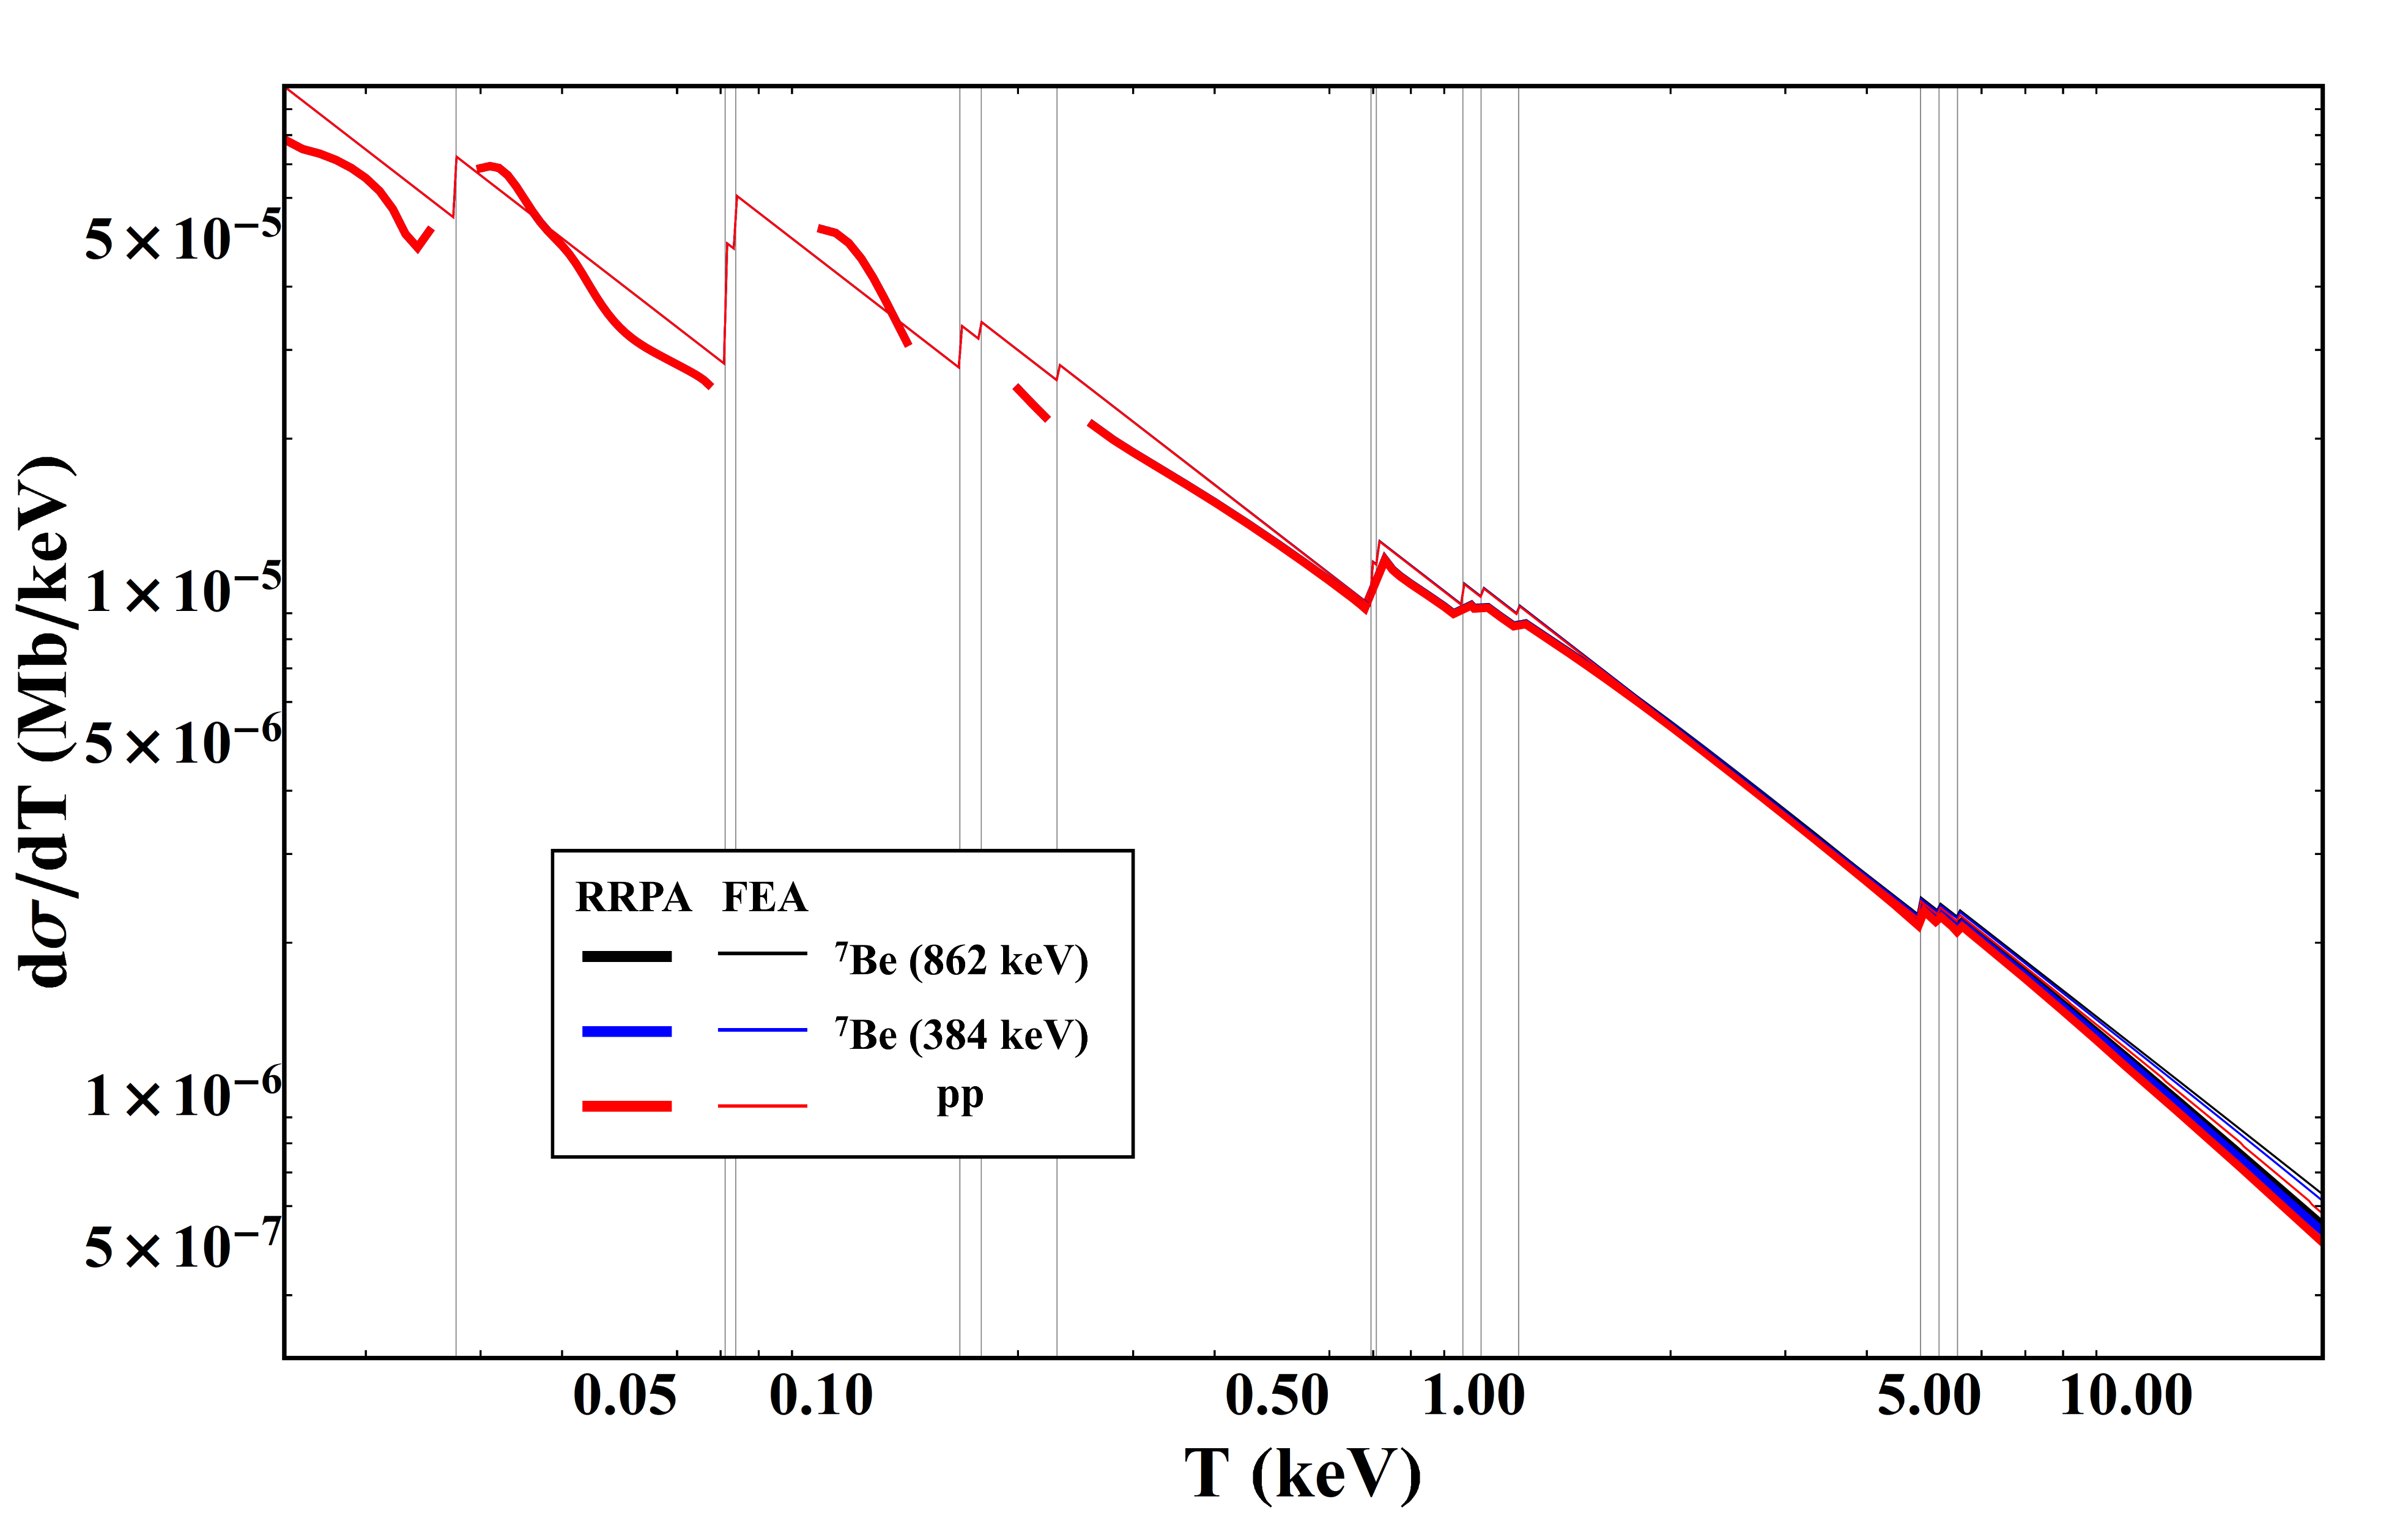 5×10⁻⁵
1×10⁻⁵
5×10⁻⁶
1×10⁻⁶
5×10⁻⁷
dσ/dT (Mb/keV)
RRPA FEA
⁷Be (862 keV)
⁷Be (384 keV)
pp
0.05 0.10 0.50 1.00 5.00 10.00
T (keV)